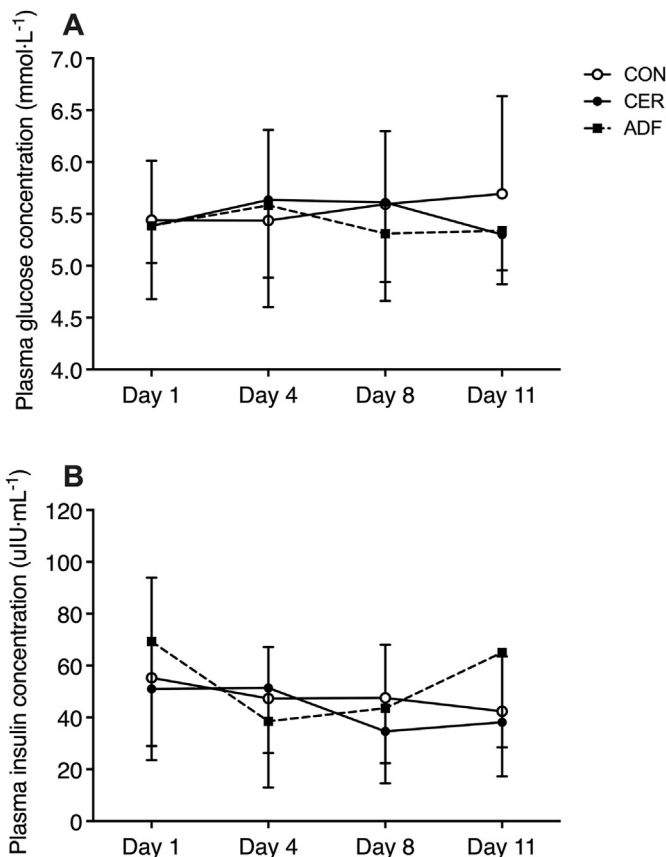 A
Plasma glucose concentration (mmol·L⁻¹)
7.0
6.5
6.0
5.5
5.0
4.5
4.0
Day 1 Day 4 Day 8 Day 11
CON
CER
ADF
B
Plasma insulin concentration (uIU·mL⁻¹)
120
100
80
60
40
20
0
Day 1 Day 4 Day 8 Day 11